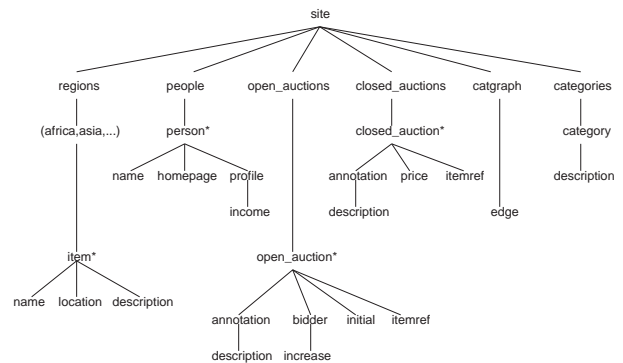 site
regions people open_auctions closed_auctions catgraph categories
(africa,asia,...) person* closed_auction* category
name homepage profile annotation price itemref description
income description edge
item* open_auction*
name location description
annotation bidder initial itemref
description increase